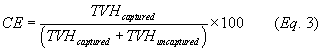 CE = TVH_captured / (TVH_captured + TVH_uncaptured) ×100 (Eq. 3)